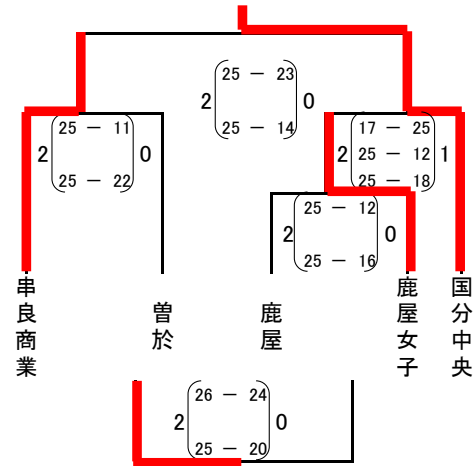 25 － 23
2 0
25 － 14
25 － 11
2 0
25 － 22
17 － 25
2 25 － 12 1
25 － 18
25 － 12
2 0
25 － 16
串良商業
曽於
鹿屋
鹿屋女子
国分中央
26 － 24
2 0
25 － 20